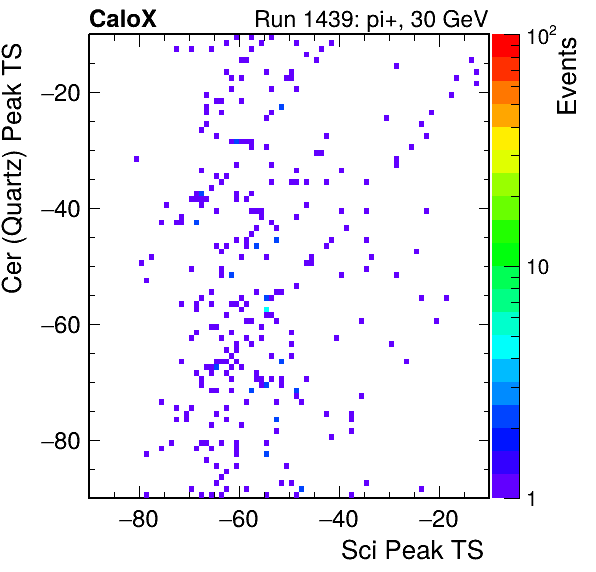 CaloX Run 1439: pi+, 30 GeV
Cer (Quartz) Peak TS
−20
−40
−60
−80
−80 −60 −40 −20
Sci Peak TS
10²
10
1
Events